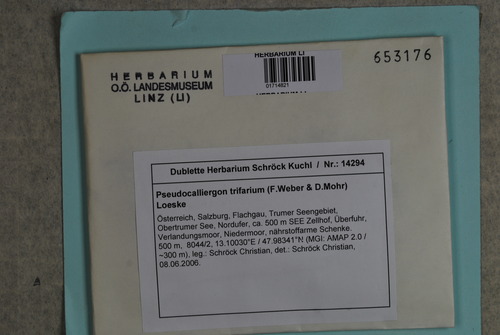 HERBARIUM
O.Ö. LANDESMUSEUM
LINZ (LI)
HERBARIUM LI
01714621
653176
Dublette Herbarium Schröck Kuchl / Nr.: 14294
Pseudocalliergon trifarium (F.Weber & D.Mohr)
Loeske
Österreich, Salzburg, Flachgau, Trumer Seengebiet,
Obertrumer See, Nordufer, ca. 500 m SEE Zellhof, Überfuhr,
Verlandungsmoor, Niedermoor, nährstoffarme Schenke.
500 m, 8044/2, 13.10030°E / 47.98341°N (MGI: AMAP 2.0 /
~300 m), leg.: Schröck Christian, det.: Schröck Christian,
08.06.2006.